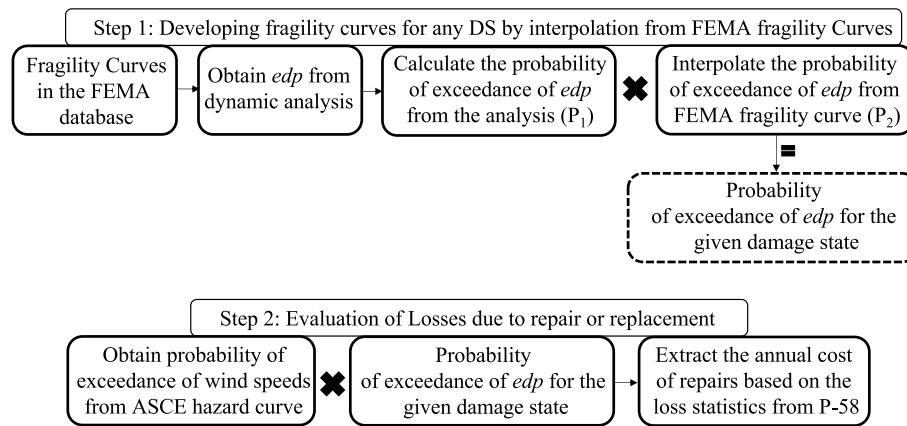 Step 1: Developing fragility curves for any DS by interpolation from FEMA fragility Curves
Fragility Curves
in the FEMA
database
Obtain edp from
dynamic analysis
Calculate the probability
of exceedance of edp
from the analysis (P₁)
Interpolate the probability
of exceedance of edp from
FEMA fragility curve (P₂)
=
Probability
of exceedance of edp for the
given damage state
Step 2: Evaluation of Losses due to repair or replacement
Obtain probability of
exceedance of wind speeds
from ASCE hazard curve
Probability
of exceedance of edp for the
given damage state
Extract the annual cost
of repairs based on the
loss statistics from P-58